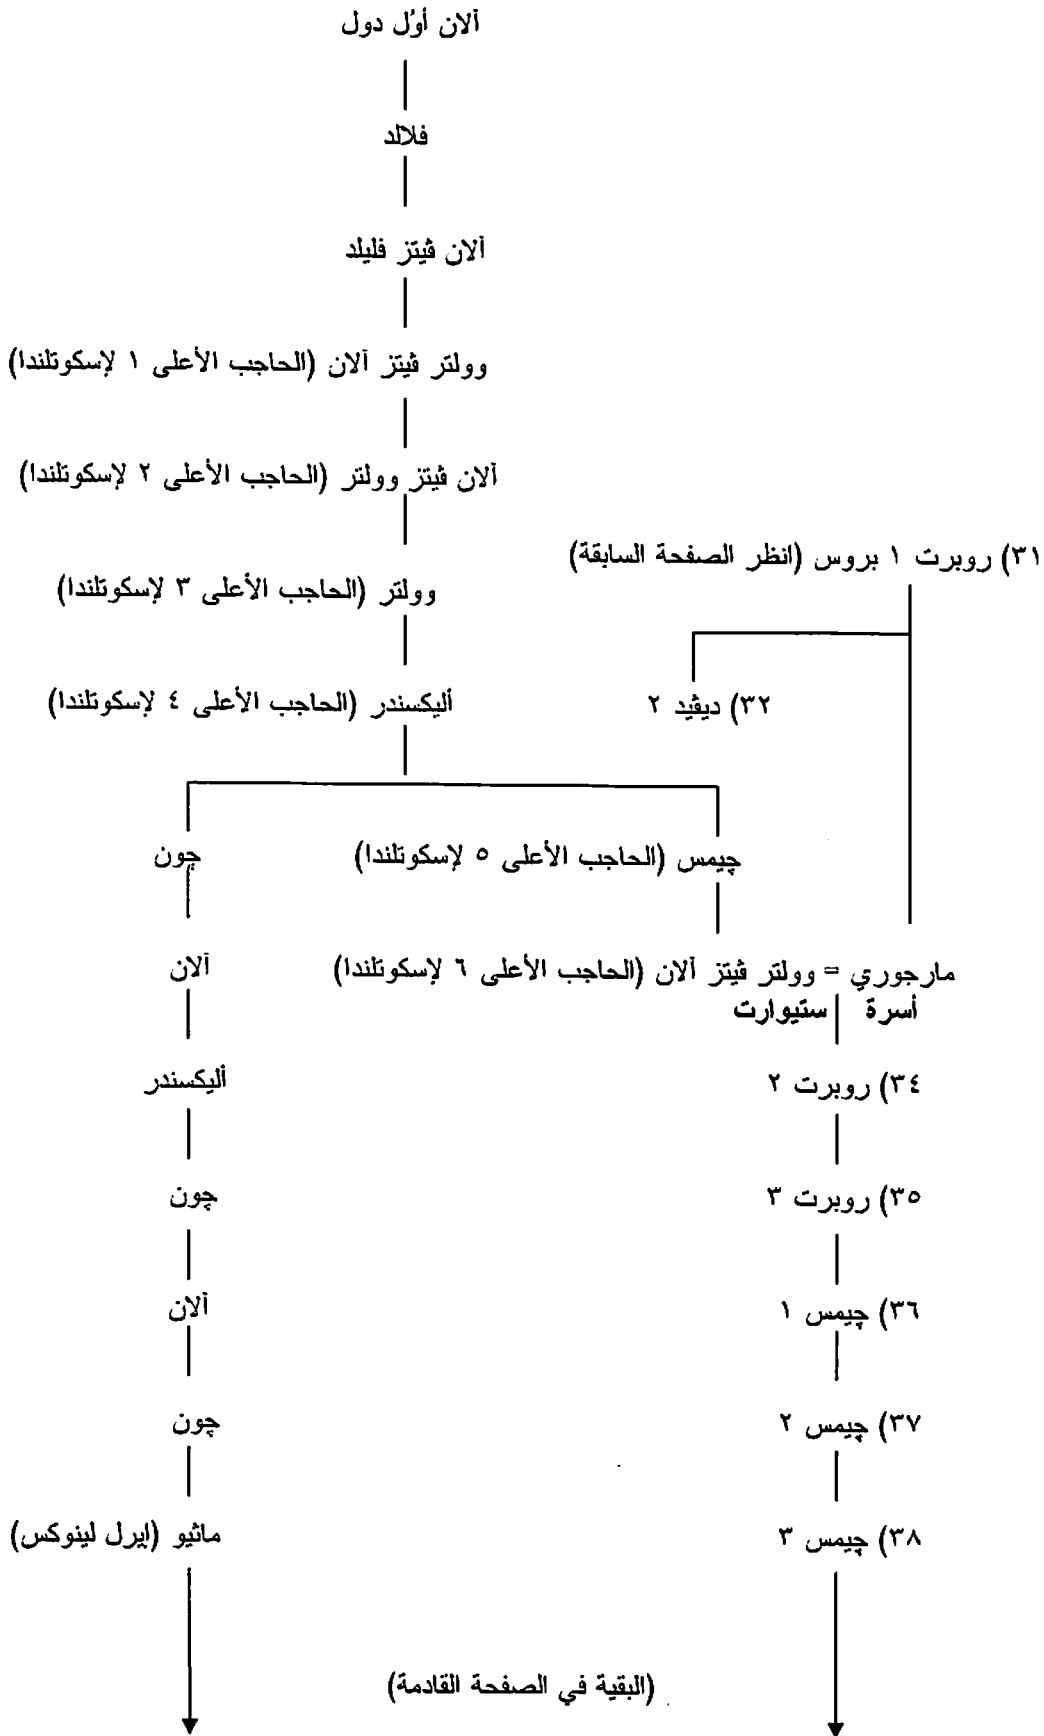 آلان أوُل دول
فلالد
آلان ڤيتز فليلد
وولتر ڤيتز آلان (الحاجب الأعلى ١ لإسكوتلندا)
آلان ڤيتز وولتر (الحاجب الأعلى ٢ لإسكوتلندا)
٣١) روبرت ١ بروس (انظر الصفحة السابقة)
وولتر (الحاجب الأعلى ٣ لإسكوتلندا)
٣٢) ديڤيد ٢
أليكسندر (الحاجب الأعلى ٤ لإسكوتلندا)
چيمس (الحاجب الأعلى ٥ لإسكوتلندا)
چون
مارجوري = وولتر ڤيتز آلان (الحاجب الأعلى ٦ لإسكوتلندا)
آلان
أسرة ستيوارت
٣٤) روبرت ٢
أليكسندر
٣٥) روبرت ٣
چون
٣٦) چيمس ١
آلان
٣٧) چيمس ٢
چون
٣٨) چيمس ٣
ماثيو (إيرل لينوكس)
(البقية في الصفحة القادمة)